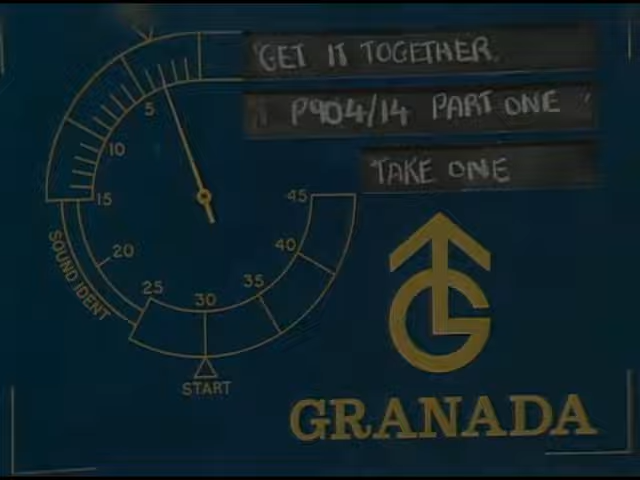 GET IT TOGETHER.
P904/14 PART ONE
TAKE ONE
5
10
15
20
25
30
35
40
45
SOUND IDENT
START
G
GRANADA